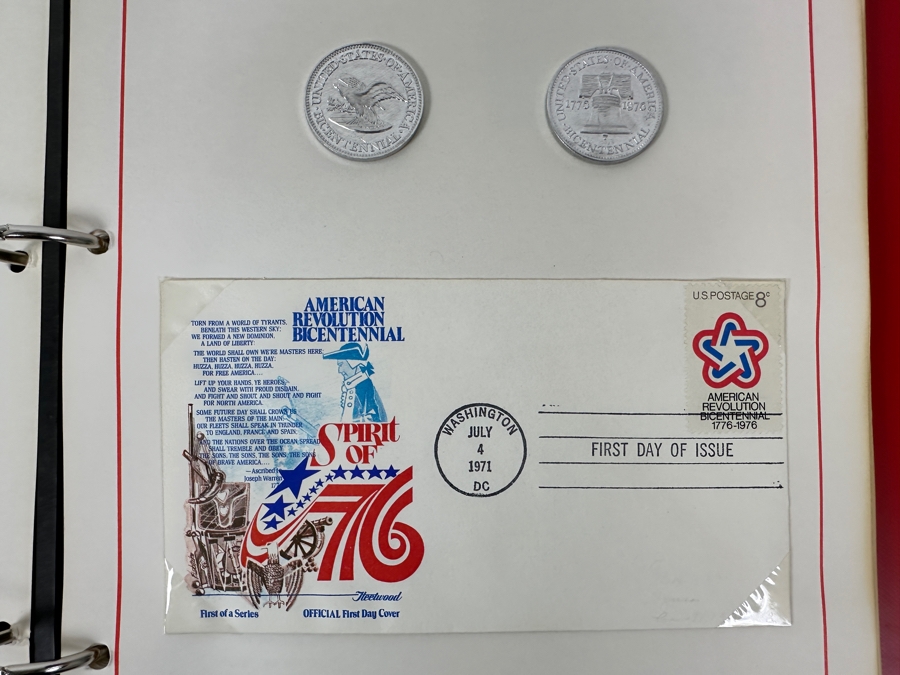 UNITED·STATES·OF·AMERICA
·BICENTENNIAL·
UNITED·STATES·OF·AMERICA
1776 1976
·BICENTENNIAL·
AMERICAN
REVOLUTION
BICENTENNIAL
TORN FROM A WORLD OF TYRANTS,
BENEATH THIS WESTERN SKY;
WE FORMED A NEW DOMINION,
A LAND OF LIBERTY:
THE WORLD SHALL OWN WE'RE MASTERS HERE,
THEN HASTEN ON THE DAY:
HUZZA, HUZZA, HUZZA, HUZZA,
FOR FREE AMERICA....
LIFT UP YOUR HANDS, YE HEROES,
AND SWEAR WITH PROUD DISDAIN,
AND FIGHT AND SHOUT AND SHOUT AND FIGHT
FOR NORTH AMERICA.
SOME FUTURE DAY SHALL CROWN US
THE MASTERS OF THE MAIN.
OUR FLEETS SHALL SPEAK IN THUNDER
TO ENGLAND, FRANCE AND SPAIN;
AND THE NATIONS OVER THE OCEAN SPREAD
SHALL TREMBLE AND OBEY
THE SONS, THE SONS, THE SONS, THE SONS
OF BRAVE AMERICA....
—Ascribed
Joseph Warren
SPIRIT
OF
'76
Fleetwood
First of a Series OFFICIAL First Day Cover
WASHINGTON
JULY
4
1971
DC
U.S. POSTAGE 8c
AMERICAN
REVOLUTION
BICENTENNIAL
1776-1976
FIRST DAY OF ISSUE